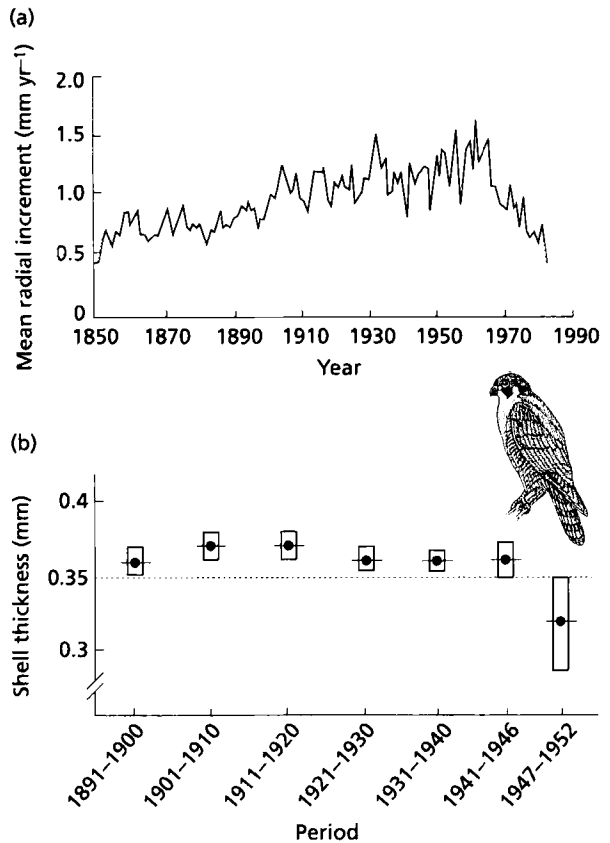 (a)
Mean radial increment (mm yr⁻¹)
2.0
1.5
1.0
0.5
0
1850 1870 1890 1910 1930 1950 1970 1990
Year
(b)
Shell thickness (mm)
0.4
0.35
0.3
1891–1900
1901–1910
1911–1920
1921–1930
1931–1940
1941–1946
1947–1952
Period